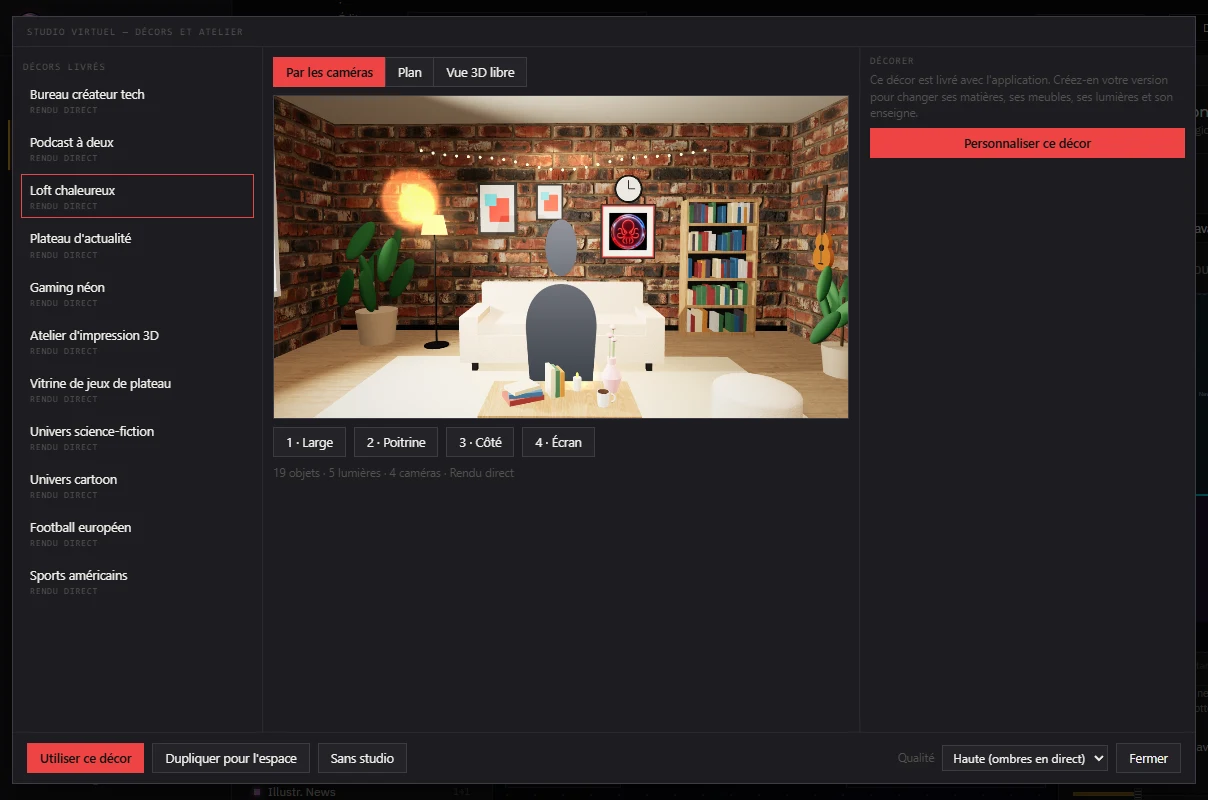 STUDIO VIRTUEL — DÉCORS ET ATELIER
DÉCORS LIVRÉS
Bureau créateur tech
RENDU DIRECT
Podcast à deux
RENDU DIRECT
Loft chaleureux
RENDU DIRECT
Plateau d'actualité
RENDU DIRECT
Gaming néon
RENDU DIRECT
Atelier d'impression 3D
RENDU DIRECT
Vitrine de jeux de plateau
RENDU DIRECT
Univers science-fiction
RENDU DIRECT
Univers cartoon
RENDU DIRECT
Football européen
RENDU DIRECT
Sports américains
RENDU DIRECT
Par les caméras
Plan
Vue 3D libre
1 · Large
2 · Poitrine
3 · Côté
4 · Écran
19 objets · 5 lumières · 4 caméras · Rendu direct
DÉCORER
Ce décor est livré avec l'application. Créez-en votre version
pour changer ses matières, ses meubles, ses lumières et son
enseigne.
Personnaliser ce décor
Utiliser ce décor
Dupliquer pour l'espace
Sans studio
Qualité
Haute (ombres en direct)
Fermer
Illustr. News